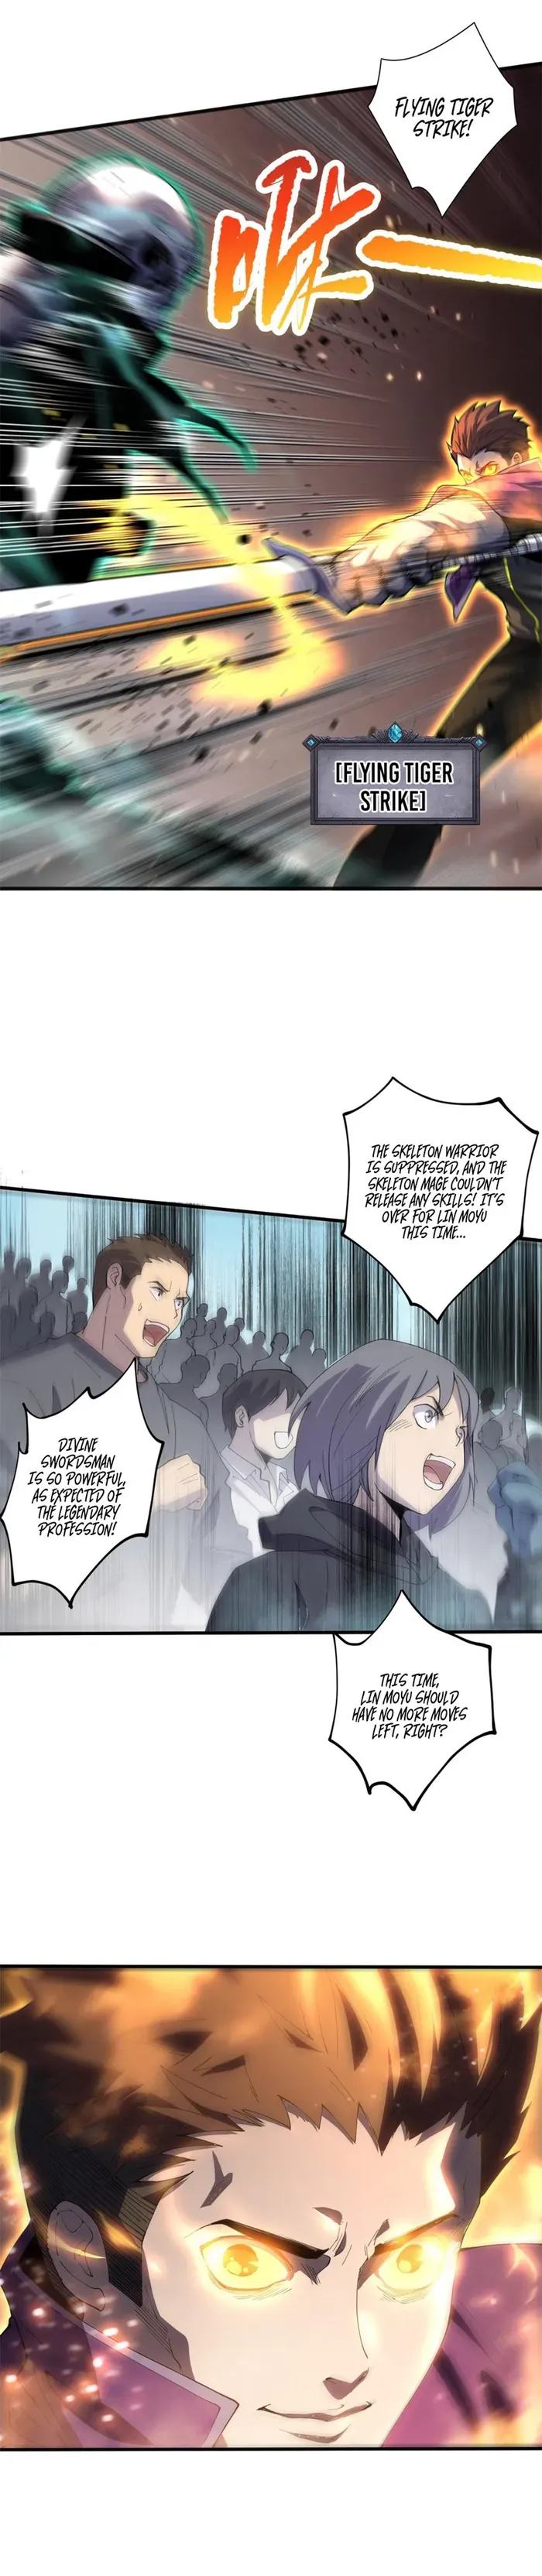 FLYING TIGER
STRIKE!
[FLYING TIGER
STRIKE]
THE SKELETON WARRIOR
IS SUPPRESSED, AND THE
SKELETON MAGE COULDN'T
RELEASE ANY SKILLS! IT'S
OVER FOR LIN MOYU
THIS TIME...
DIVINE
SWORDSMAN
IS SO POWERFUL,
AS EXPECTED OF
THE LEGENDARY
PROFESSION!
THIS TIME,
LIN MOYU SHOULD
HAVE NO MORE MOVES
LEFT, RIGHT?